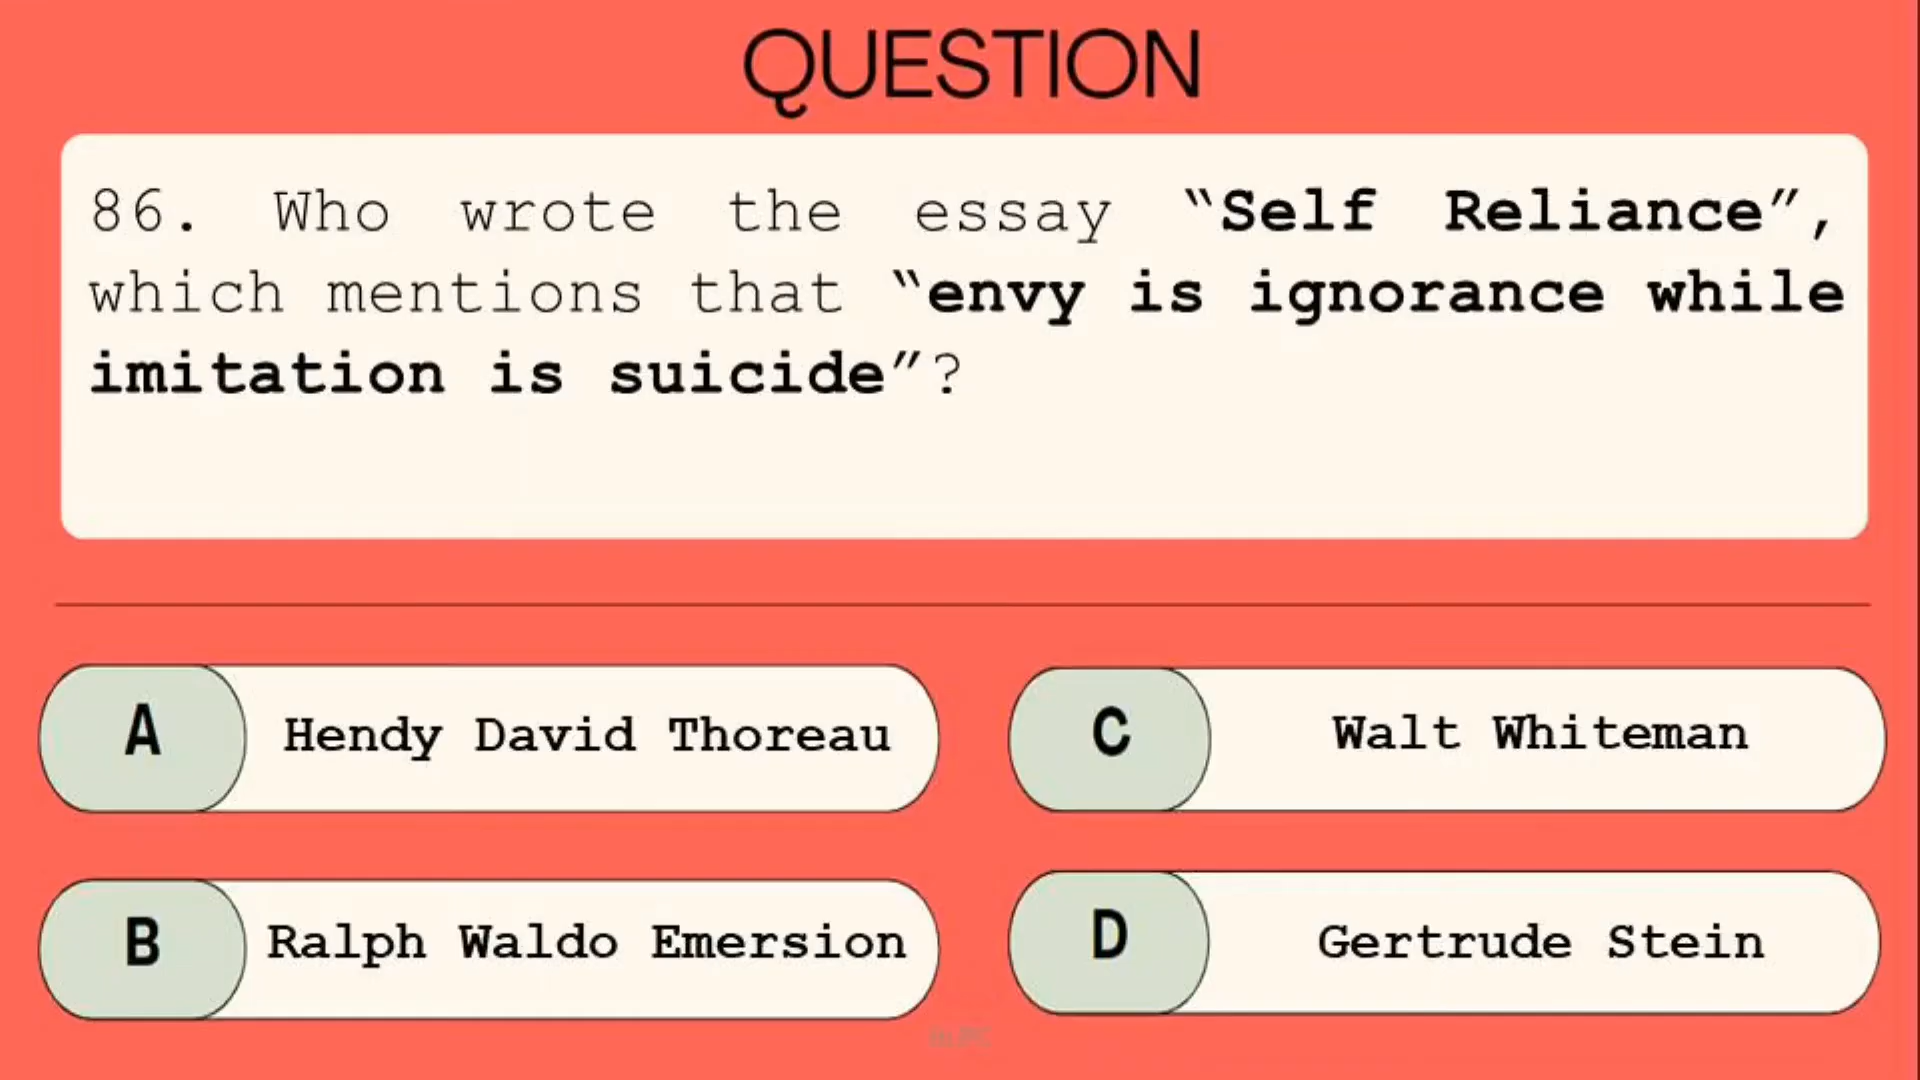 QUESTION
86. Who wrote the essay “Self Reliance”,
which mentions that “envy is ignorance while
imitation is suicide”?
A
Hendy David Thoreau
C
Walt Whiteman
B
Ralph Waldo Emersion
D
Gertrude Stein